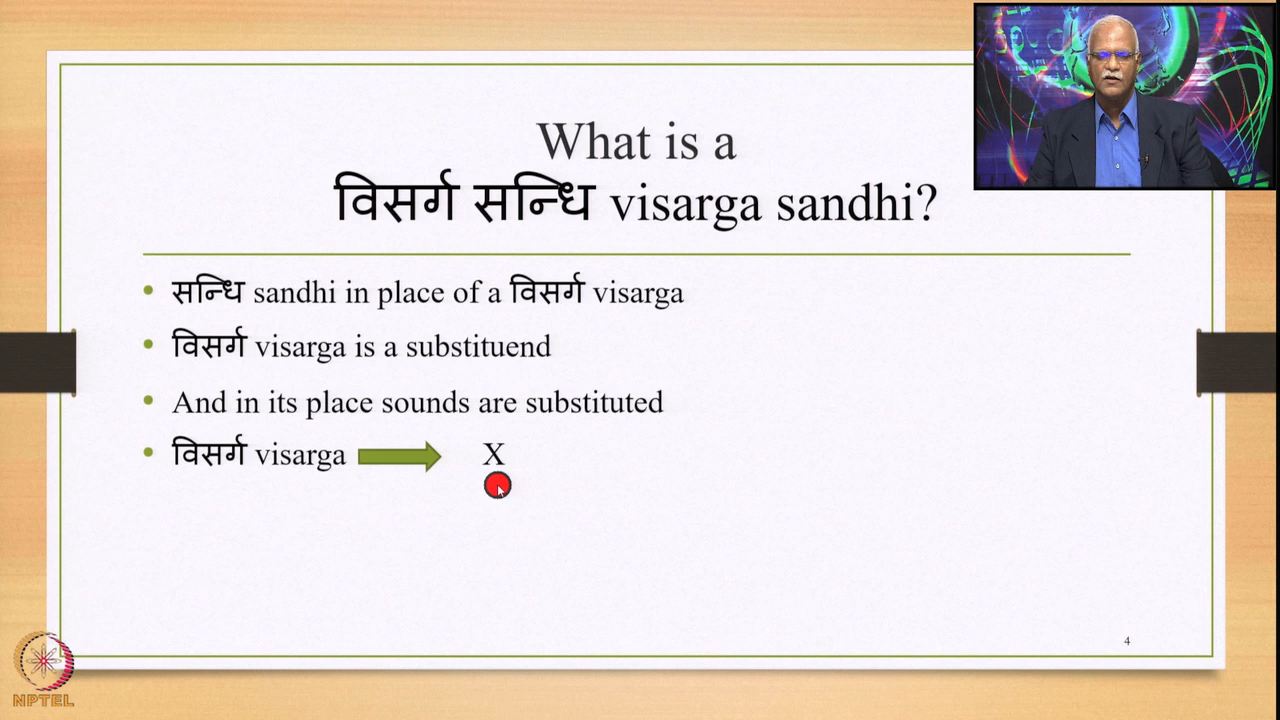 What is a
विसर्ग सन्धि visarga sandhi?
• सन्धि sandhi in place of a विसर्ग visarga
• विसर्ग visarga is a substituend
• And in its place sounds are substituted
• विसर्ग visarga X
4
NPTEL